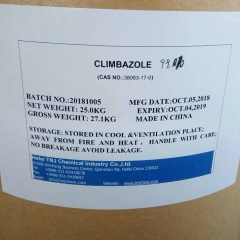 CLIMBAZOLE 99.0%
(CAS NO.:38083-17-9)
BATCH NO.:20181005 MFG DATE:OCT.05,2018
NET WEIGHT: 25.0KG EXPIRY:OCT.04,2019
GROSS WEIGHT: 27.1KG MADE IN CHINA
STORAGE: STORED IN COOL &VENTILATION PLACE;
AWAY FROM FIRE AND HEAT, HANDLE WITH CARE;
NO BREAKAGE AVOID LEAKAGE.
Hefei TNJ Chemical Industry Co.,Ltd.